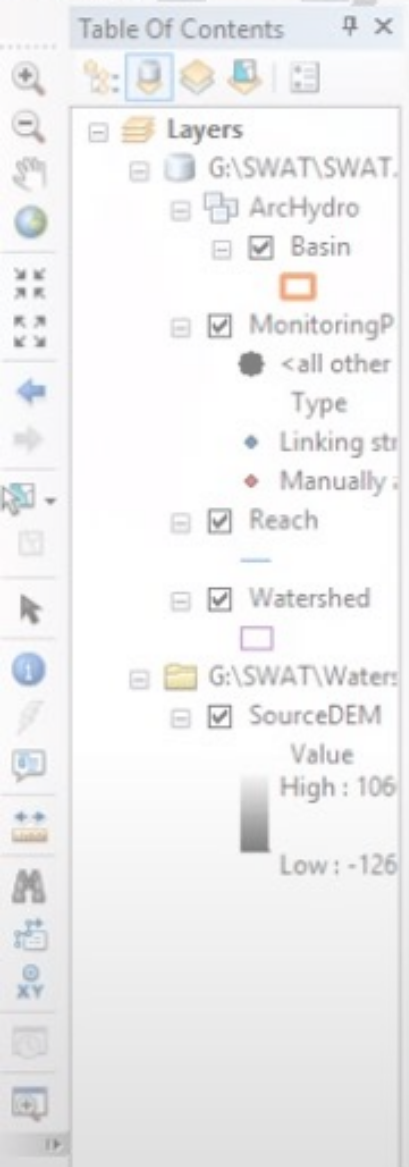 Table Of Contents
Layers
G:\SWAT\SWAT.
ArcHydro
Basin
MonitoringP
<all other
Type
Linking str
Manually a
Reach
Watershed
G:\SWAT\Waters
SourceDEM
Value
High : 106
Low : -126
XY